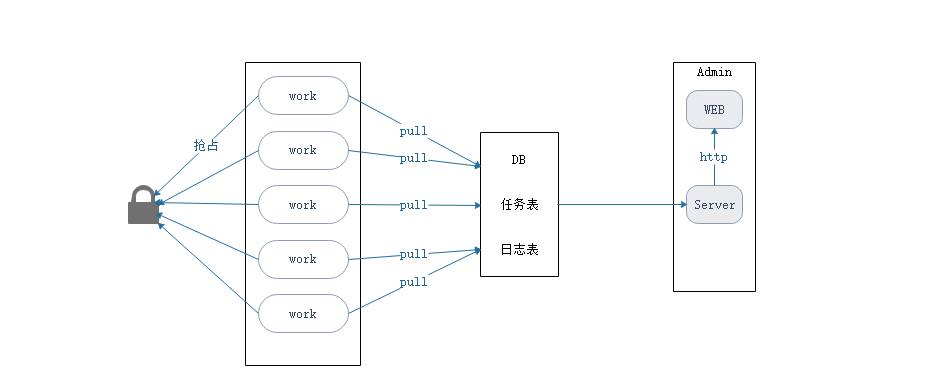 Admin
work
WEB
pull
抢占
work
pull
http
DB
work
pull
任务表
Server
work
pull
日志表
pull
work